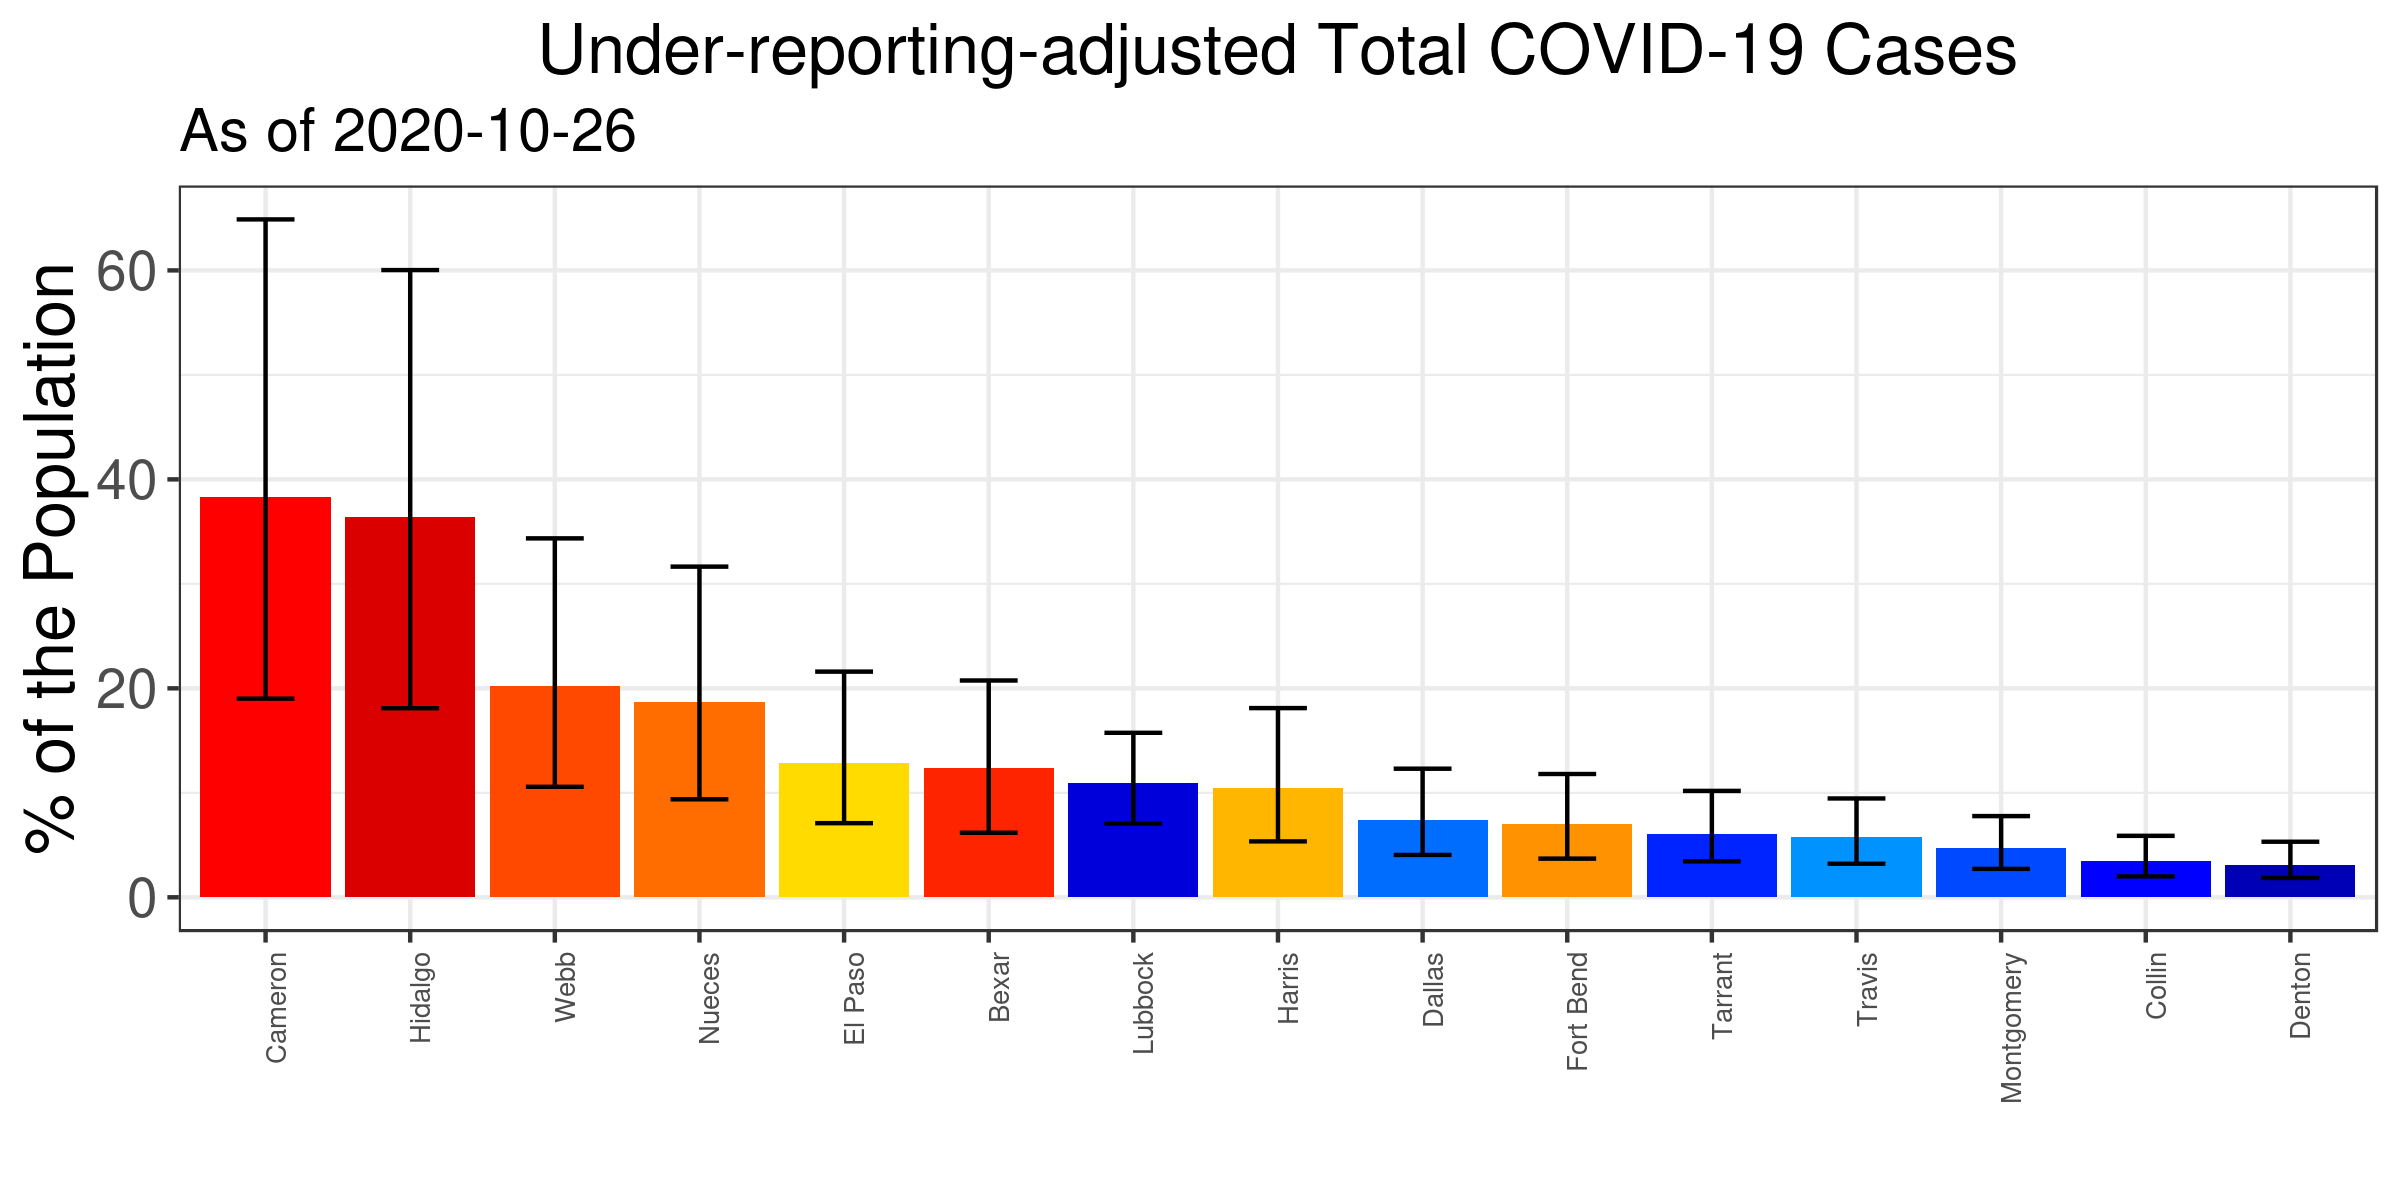 Under-reporting-adjusted Total COVID-19 Cases
As of 2020-10-26
% of the Population
60
40
20
0
Cameron
Hidalgo
Webb
Nueces
El Paso
Bexar
Lubbock
Harris
Dallas
Fort Bend
Tarrant
Travis
Montgomery
Collin
Denton